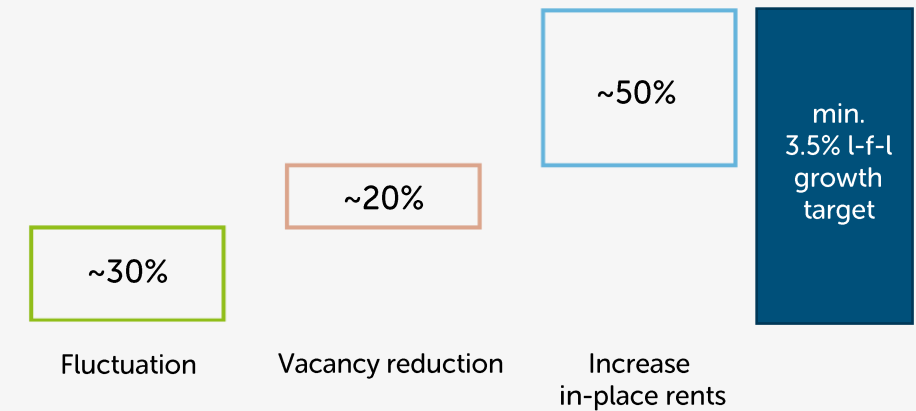 ~30%
~20%
~50%
min.
3.5% l-f-l
growth
target
Fluctuation
Vacancy reduction
Increase
in-place rents